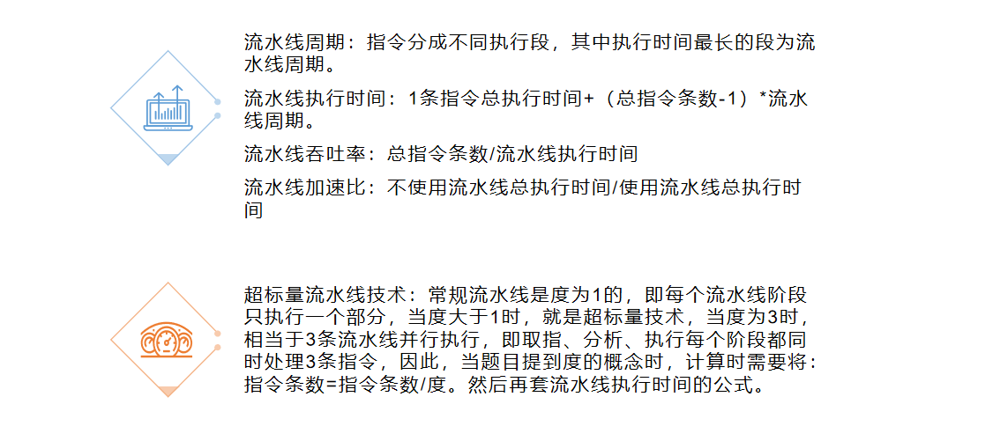 流水线周期：指令分成不同执行段，其中执行时间最长的段为流
水线周期。
流水线执行时间：1条指令总执行时间+（总指令条数-1）*流水
线周期。
流水线吞吐率：总指令条数/流水线执行时间
流水线加速比：不使用流水线总执行时间/使用流水线总执行时
间
超标量流水线技术：常规流水线是度为1的，即每个流水线阶段
只执行一个部分，当度大于1时，就是超标量技术，当度为3时，
相当于3条流水线并行执行，即取指、分析、执行每个阶段都同
时处理3条指令，因此，当题目提到度的概念时，计算时需要将：
指令条数=指令条数/度。然后再套流水线执行时间的公式。